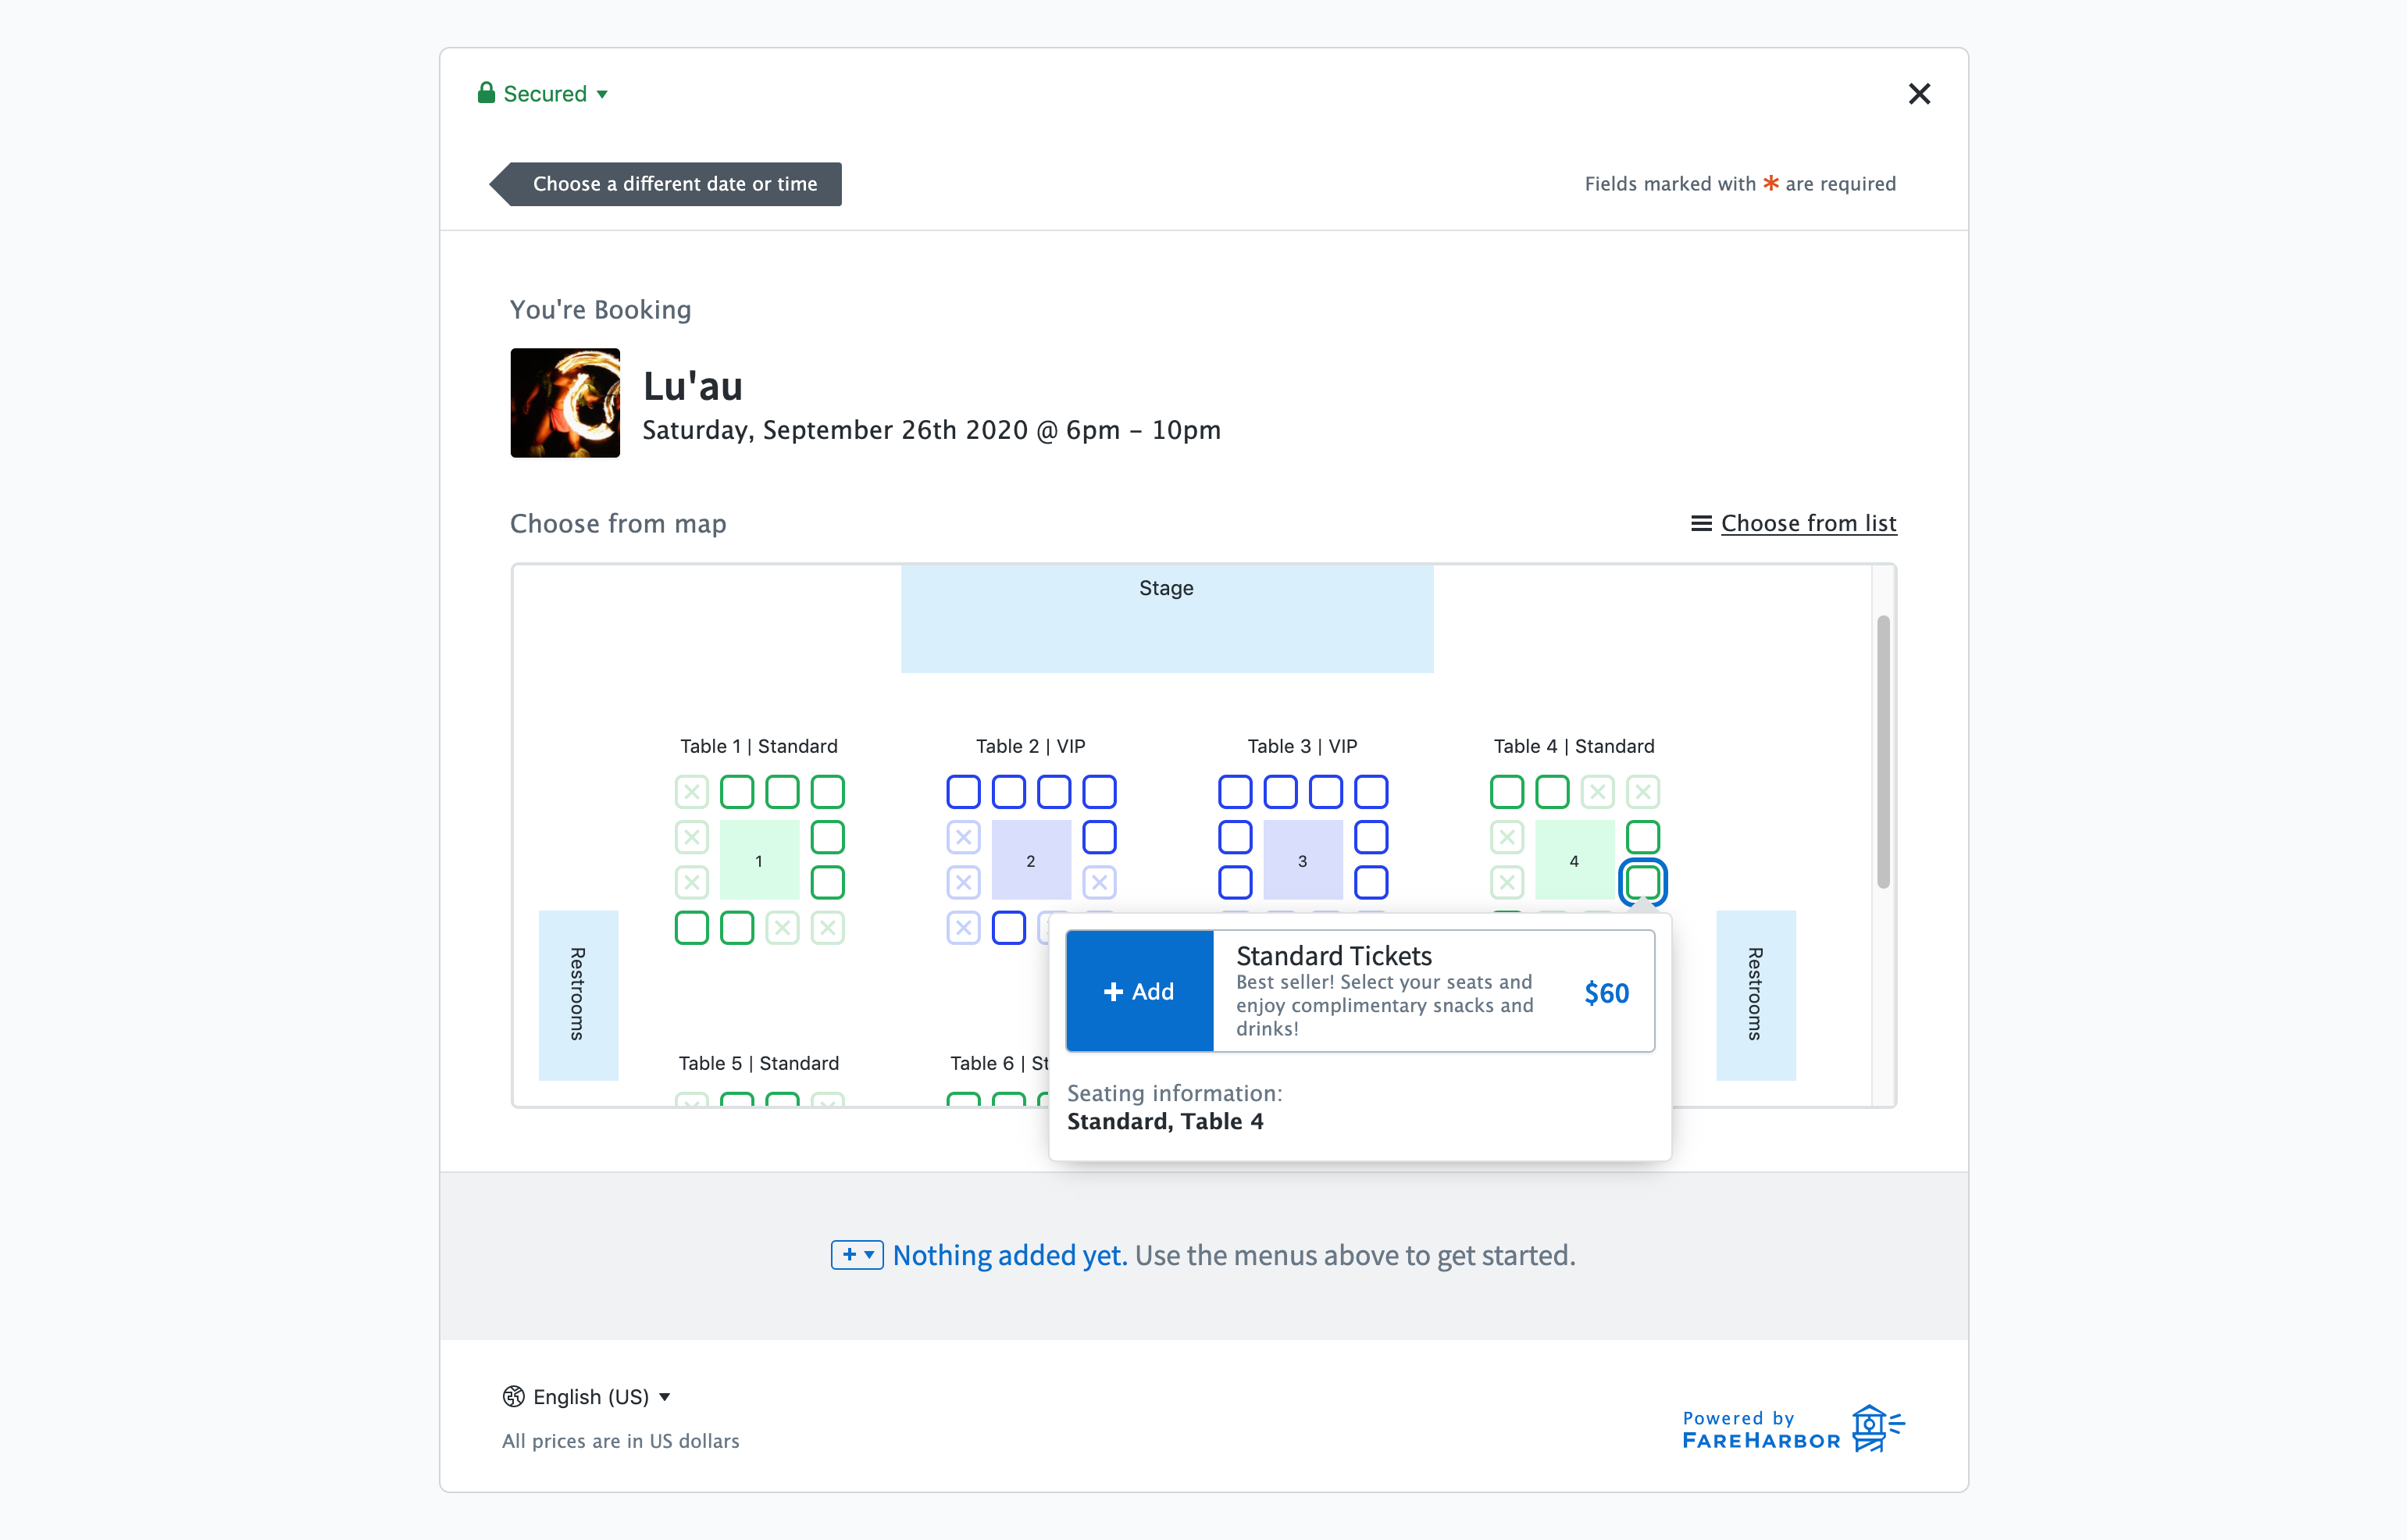 Secured
Choose a different date or time
Fields marked with * are required
You're Booking
Lu'au
Saturday, September 26th 2020 @ 6pm – 10pm
Choose from map
Choose from list
Stage
Table 1 | Standard
Table 2 | VIP
Table 3 | VIP
Table 4 | Standard
1
2
3
4
Restrooms
Restrooms
+ Add
Standard Tickets
Best seller! Select your seats and
enjoy complimentary snacks and
drinks!
$60
Table 5 | Standard
Table 6 |
Seating information:
Standard, Table 4
Nothing added yet. Use the menus above to get started.
English (US)
All prices are in US dollars
Powered by
FAREHARBOR